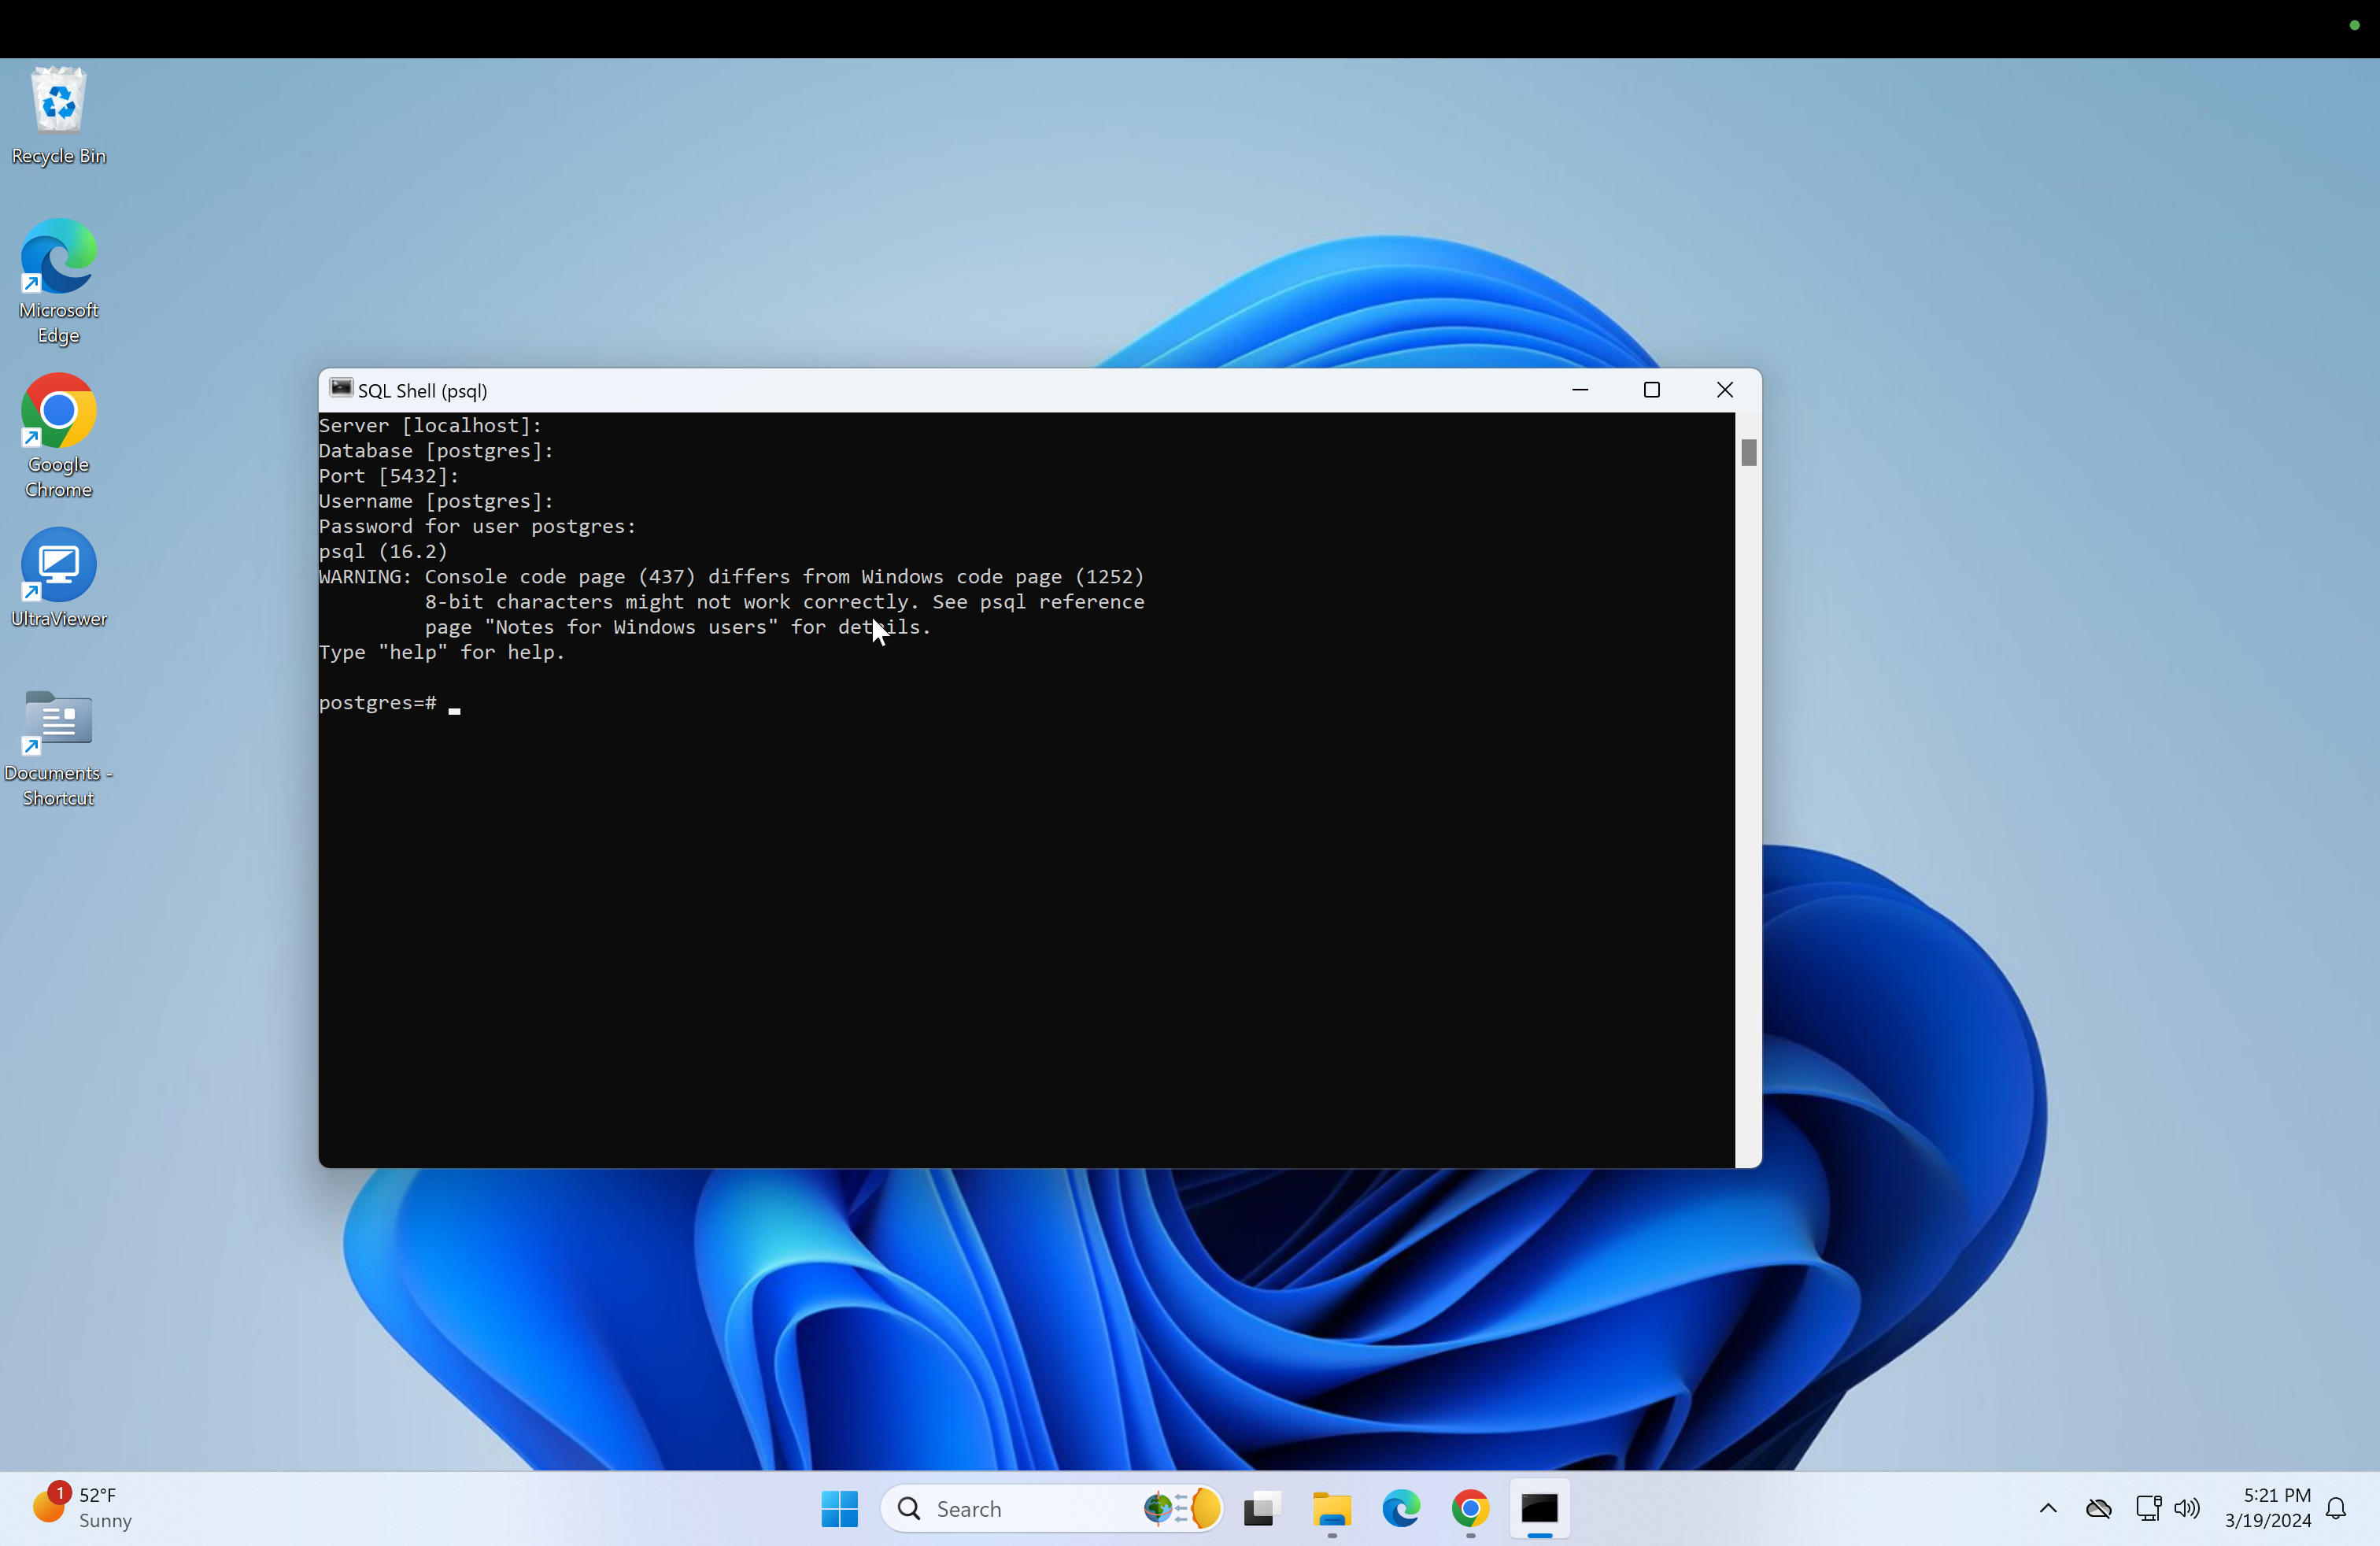 Recycle Bin
Microsoft
Edge
Google
Chrome
UltraViewer
Documents -
Shortcut
SQL Shell (psql)
Server [localhost]:
Database [postgres]:
Port [5432]:
Username [postgres]:
Password for user postgres:
psql (16.2)
WARNING: Console code page (437) differs from Windows code page (1252)
         8-bit characters might not work correctly. See psql reference
         page "Notes for Windows users" for details.
Type "help" for help.
postgres=#
1
52°F
Sunny
Search
5:21 PM
3/19/2024